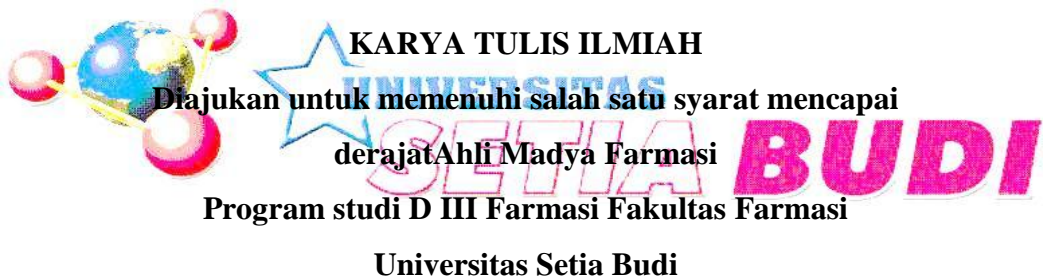 KARYA TULIS ILMIAH
UNIVERSITAS
Diajukan untuk memenuhi salah satu syarat mencapai
derajatAhli Madya Farmasi
SETIA BUDI
Program studi D III Farmasi Fakultas Farmasi
Universitas Setia Budi